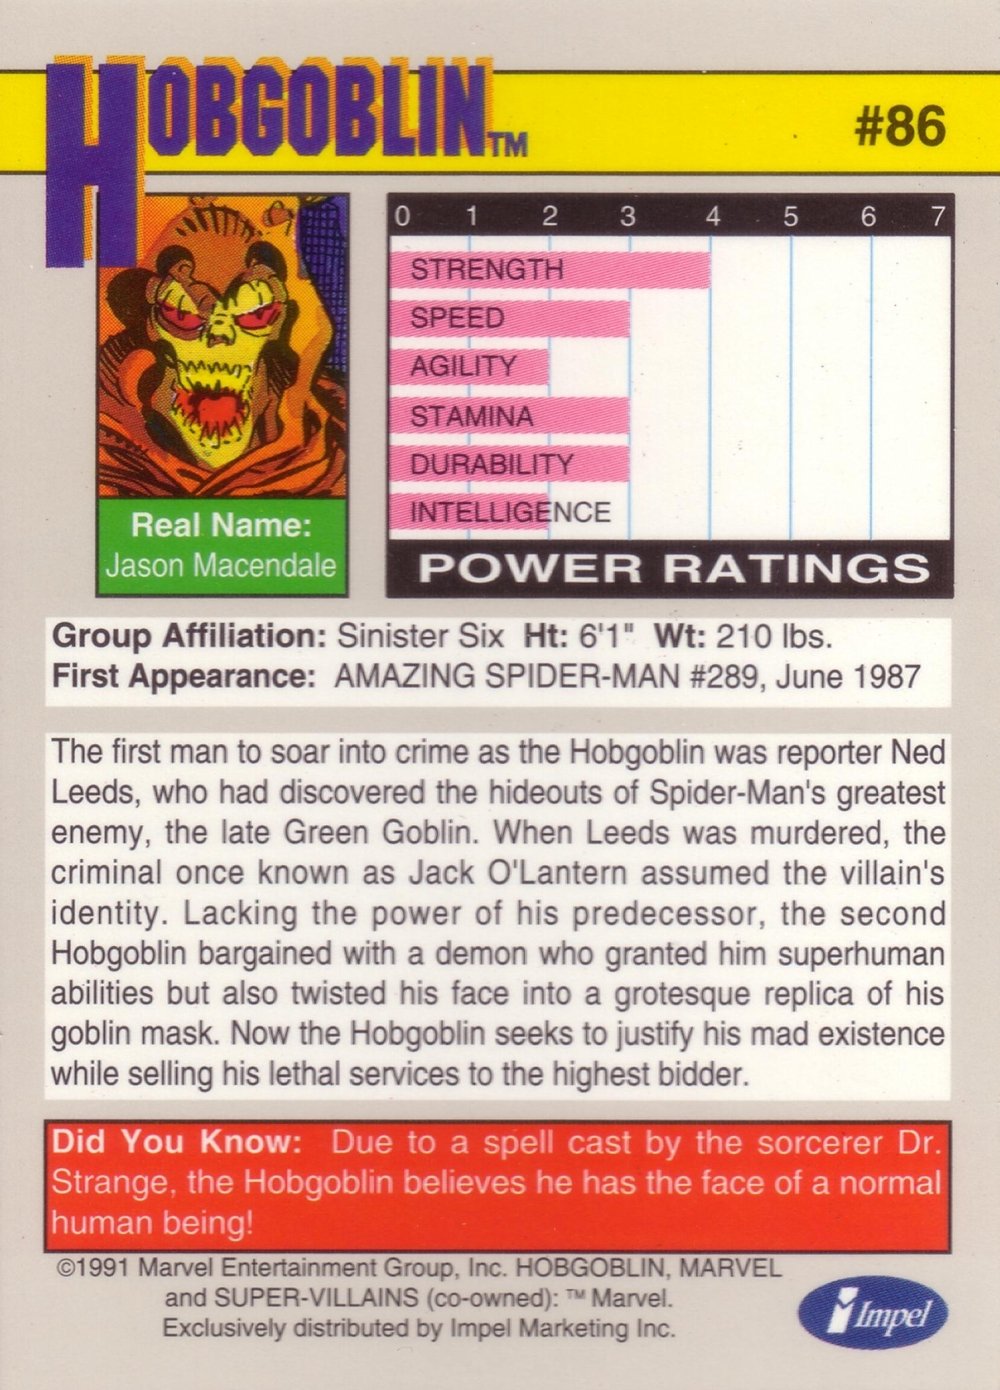 HOBGOBLIN™
#86
0 1 2 3 4 5 6 7
STRENGTH
SPEED
AGILITY
STAMINA
DURABILITY
INTELLIGENCE
POWER RATINGS
Real Name:
Jason Macendale
Group Affiliation: Sinister Six Ht: 6'1" Wt: 210 lbs.
First Appearance: AMAZING SPIDER-MAN #289, June 1987
The first man to soar into crime as the Hobgoblin was reporter Ned
Leeds, who had discovered the hideouts of Spider-Man's greatest
enemy, the late Green Goblin. When Leeds was murdered, the
criminal once known as Jack O'Lantern assumed the villain's
identity. Lacking the power of his predecessor, the second
Hobgoblin bargained with a demon who granted him superhuman
abilities but also twisted his face into a grotesque replica of his
goblin mask. Now the Hobgoblin seeks to justify his mad existence
while selling his lethal services to the highest bidder.
Did You Know: Due to a spell cast by the sorcerer Dr.
Strange, the Hobgoblin believes he has the face of a normal
human being!
©1991 Marvel Entertainment Group, Inc. HOBGOBLIN, MARVEL
and SUPER-VILLAINS (co-owned): ™ Marvel.
Exclusively distributed by Impel Marketing Inc.
Impel